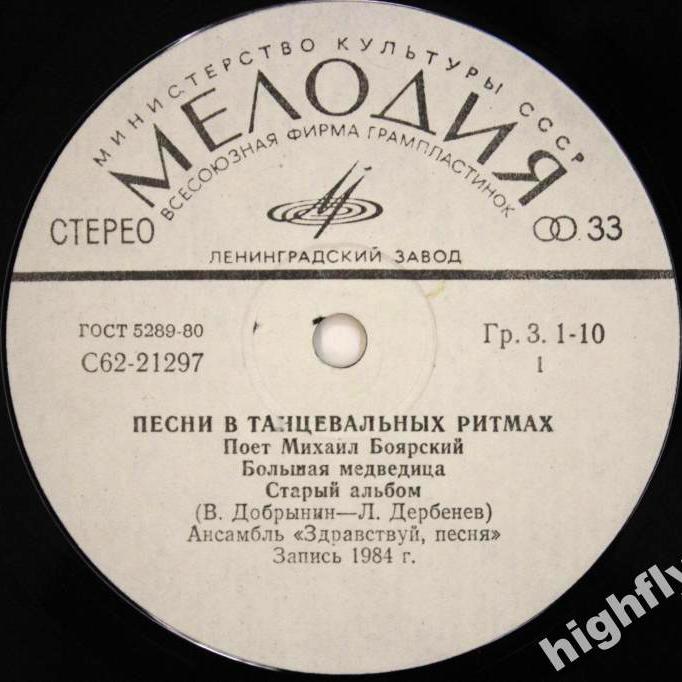 МИНИСТЕРСТВО КУЛЬТУРЫ СССР
МЕЛОДИЯ
ВСЕСОЮЗНАЯ ФИРМА ГРАМПЛАСТИНОК
СТЕРЕО
33
ЛЕНИНГРАДСКИЙ ЗАВОД
ГОСТ 5289-80
Гр. 3. 1-10
С62-21297
1
ПЕСНИ В ТАНЦЕВАЛЬНЫХ РИТМАХ
Поет Михаил Боярский
Большая медведица
Старый альбом
(В. Добрынин—Л. Дербенев)
Ансамбль «Здравствуй, песня»
Запись 1984 г.
highfly